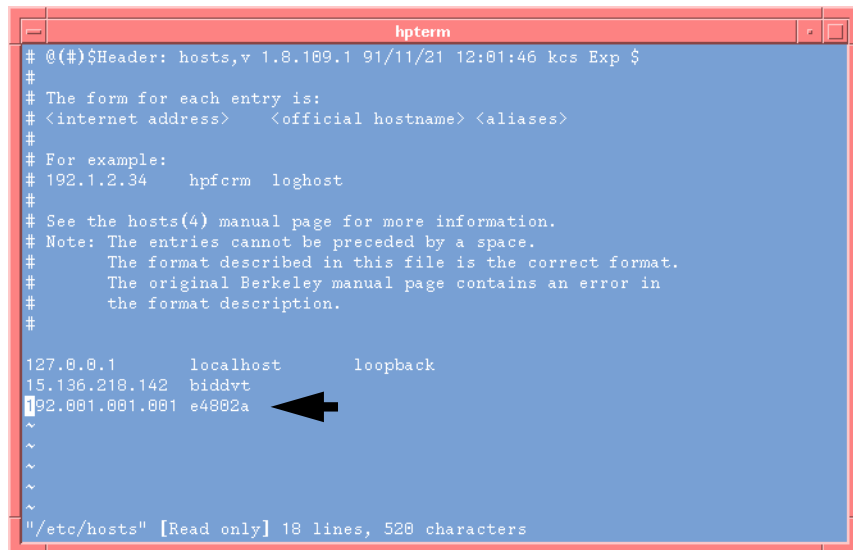 hpterm
# @(#)$Header: hosts,v 1.8.109.1 91/11/21 12:01:46 kcs Exp $
#
# The form for each entry is:
# <internet address>    <official hostname> <aliases>
#
# For example:
# 192.1.2.34    hpfcrm  loghost
#
# See the hosts(4) manual page for more information.
# Note: The entries cannot be preceded by a space.
#       The format described in this file is the correct format.
#       The original Berkeley manual page contains an error in
#       the format description.
#
127.0.0.1       localhost       loopback
15.136.218.142  biddvt
192.001.001.001 e4802a
~
~
~
~
~
"/etc/hosts" [Read only] 18 lines, 520 characters